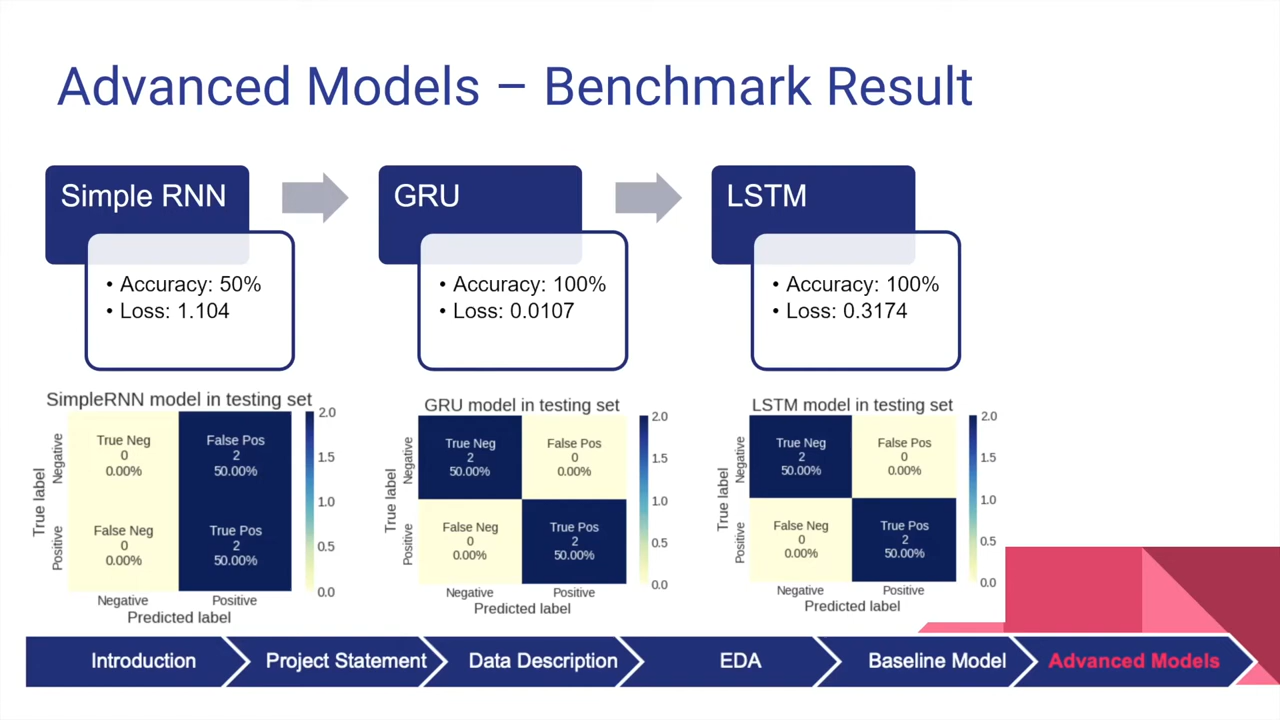 Advanced Models – Benchmark Result
Simple RNN
• Accuracy: 50%
• Loss: 1.104
GRU
• Accuracy: 100%
• Loss: 0.0107
LSTM
• Accuracy: 100%
• Loss: 0.3174
SimpleRNN model in testing set
True label
Negative
Positive
True Neg
0
0.00%
False Pos
2
50.00%
False Neg
0
0.00%
True Pos
2
50.00%
Negative
Positive
Predicted label
2.0
1.5
1.0
0.5
0.0
GRU model in testing set
True label
Negative
Positive
True Neg
2
50.00%
False Pos
0
0.00%
False Neg
0
0.00%
True Pos
2
50.00%
Negative
Positive
Predicted label
2.0
1.5
1.0
0.5
0.0
LSTM model in testing set
True label
Negative
Positive
True Neg
2
50.00%
False Pos
0
0.00%
False Neg
0
0.00%
True Pos
2
50.00%
Negative
Positive
Predicted label
2.0
1.5
1.0
0.5
0.0
Introduction
Project Statement
Data Description
EDA
Baseline Model
Advanced Models